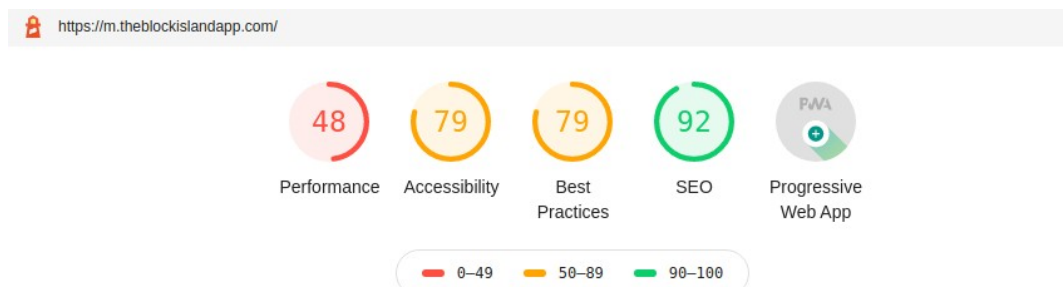 https://m.theblockislandapp.com/
48 79 79 92 PWA
Performance Accessibility Best Practices SEO Progressive Web App
0–49 50–89 90–100